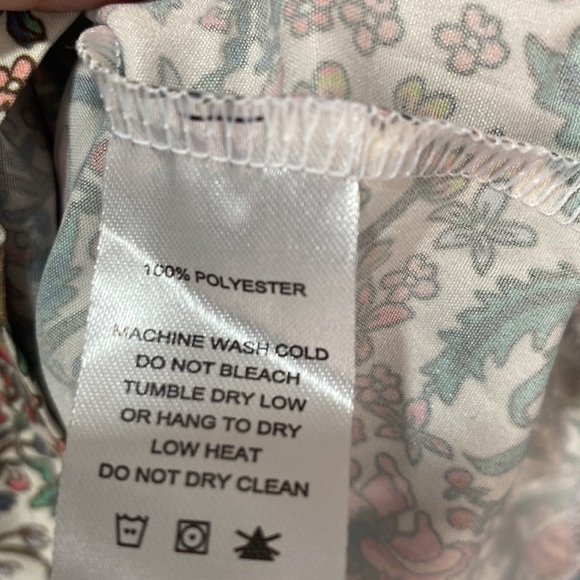 100% POLYESTER
MACHINE WASH COLD
DO NOT BLEACH
TUMBLE DRY LOW
OR HANG TO DRY
LOW HEAT
DO NOT DRY CLEAN